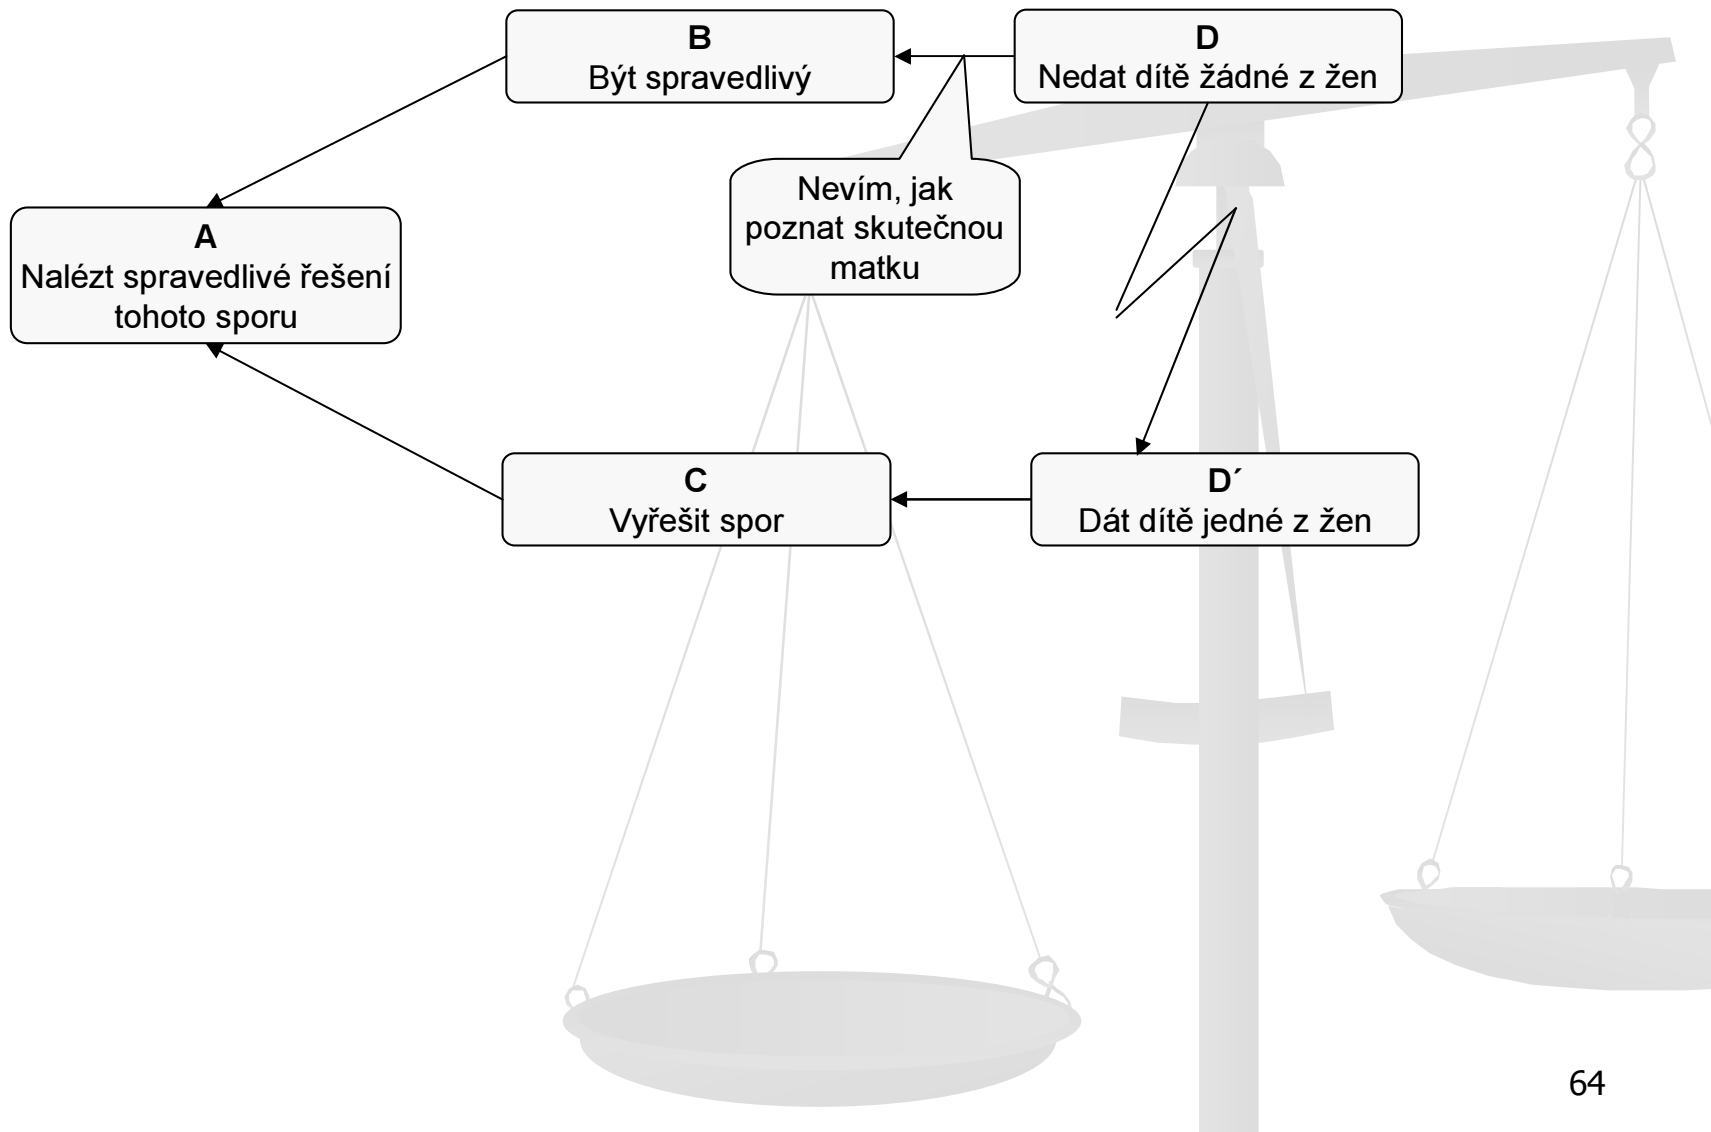 B
Být spravedlivý
D
Nedat dítě žádné z žen
Nevím, jak
poznat skutečnou
matku
A
Nalézt spravedlivé řešení
tohoto sporu
C
Vyřešit spor
D´
Dát dítě jedné z žen
64